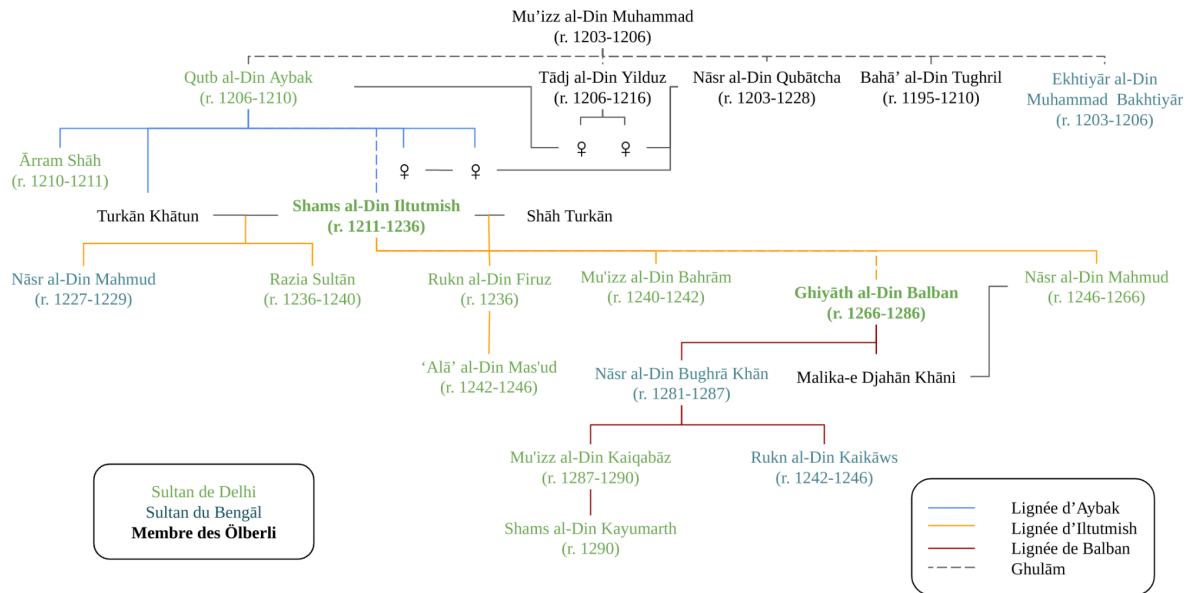 Mu’izz al-Din Muhammad
(r. 1203-1206)
Qutb al-Din Aybak
(r. 1206-1210)
Tādj al-Din Yilduz
(r. 1206-1216)
Nāsr al-Din Qubātcha
(r. 1203-1228)
Bahā’ al-Din Tughril
(r. 1195-1210)
Ekhtiyār al-Din
Muhammad Bakhtiyār
(r. 1203-1206)
♀ ♀
Ārram Shāh
(r. 1210-1211)
♀ ♀
Turkān Khātun
Shams al-Din Iltutmish
(r. 1211-1236)
Shāh Turkān
Nāsr al-Din Mahmud
(r. 1227-1229)
Razia Sultān
(r. 1236-1240)
Rukn al-Din Firuz
(r. 1236)
Mu'izz al-Din Bahrām
(r. 1240-1242)
Ghiyāth al-Din Balban
(r. 1266-1286)
Nāsr al-Din Mahmud
(r. 1246-1266)
‘Alā’ al-Din Mas'ud
(r. 1242-1246)
Nāsr al-Din Bughrā Khān
(r. 1281-1287)
Malika-e Djahān Khāni
Mu'izz al-Din Kaiqabāz
(r. 1287-1290)
Rukn al-Din Kaikāws
(r. 1242-1246)
Shams al-Din Kayumarth
(r. 1290)
Sultan de Delhi
Sultan du Bengāl
Membre des Ölberli
Lignée d’Aybak
Lignée d’Iltutmish
Lignée de Balban
Ghulām